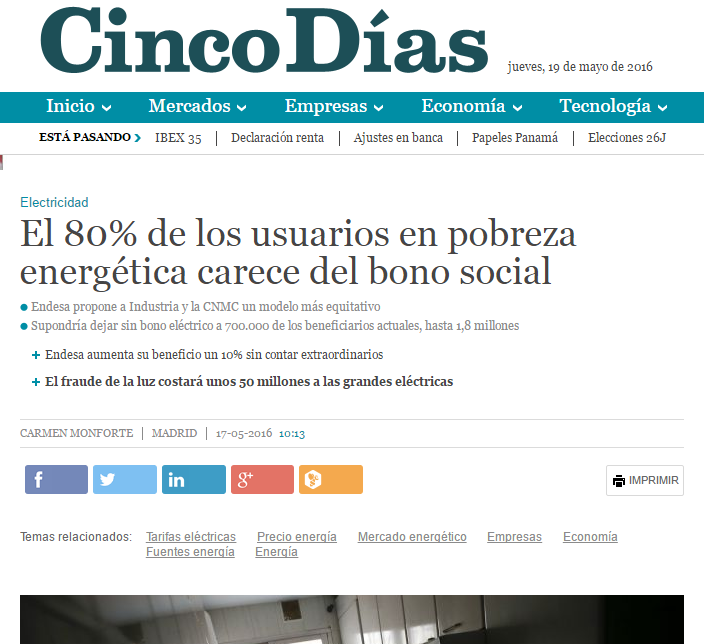 Cinco Días
jueves, 19 de mayo de 2016
Inicio Mercados Empresas Economía Tecnología
ESTÁ PASANDO IBEX 35 Declaración renta Ajustes en banca Papeles Panamá Elecciones 26J
Electricidad
El 80% de los usuarios en pobreza
energética carece del bono social
Endesa propone a Industria y la CNMC un modelo más equitativo
Supondría dejar sin bono eléctrico a 700.000 de los beneficiarios actuales, hasta 1,8 millones
+ Endesa aumenta su beneficio un 10% sin contar extraordinarios
+ El fraude de la luz costará unos 50 millones a las grandes eléctricas
CARMEN MONFORTE | MADRID | 17-05-2016 10:13
f in g+ IMPRIMIR
Temas relacionados: Tarifas eléctricas Precio energía Mercado energético Empresas Economía
Fuentes energía Energía